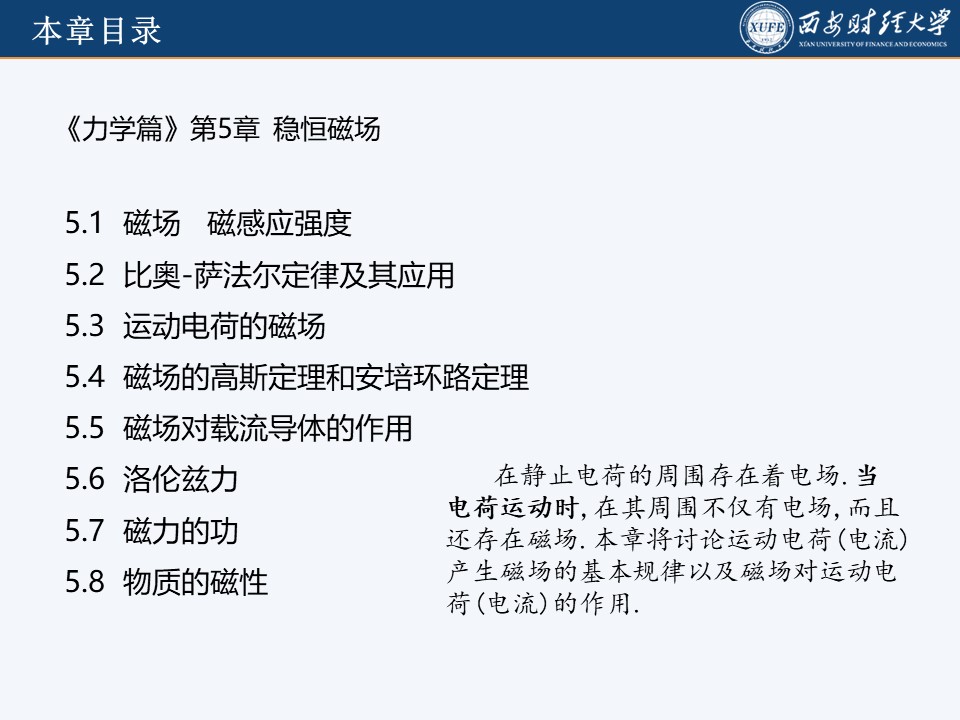 本章目录
XUFE
西安财经大学
XI'AN UNIVERSITY OF FINANCE AND ECONOMICS
《力学篇》第5章 稳恒磁场
5.1 磁场 磁感应强度
5.2 比奥-萨法尔定律及其应用
5.3 运动电荷的磁场
5.4 磁场的高斯定理和安培环路定理
5.5 磁场对载流导体的作用
5.6 洛伦兹力
5.7 磁力的功
5.8 物质的磁性
在静止电荷的周围存在着电场.当
电荷运动时,在其周围不仅有电场,而且
还存在磁场.本章将讨论运动电荷(电流)
产生磁场的基本规律以及磁场对运动电
荷(电流)的作用.